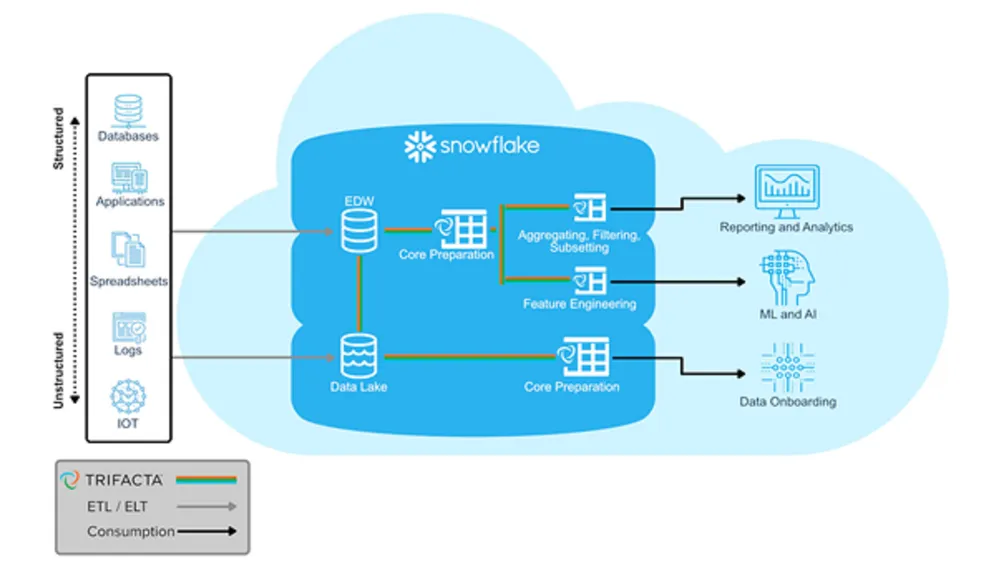 Structured
Unstructured
Databases
Applications
Spreadsheets
Logs
IOT
snowflake
EDW
Core Preparation
Aggregating, Filtering,
Subsetting
Feature Engineering
Data Lake
Core Preparation
Reporting and Analytics
ML and AI
Data Onboarding
TRIFACTA
ETL / ELT
Consumption